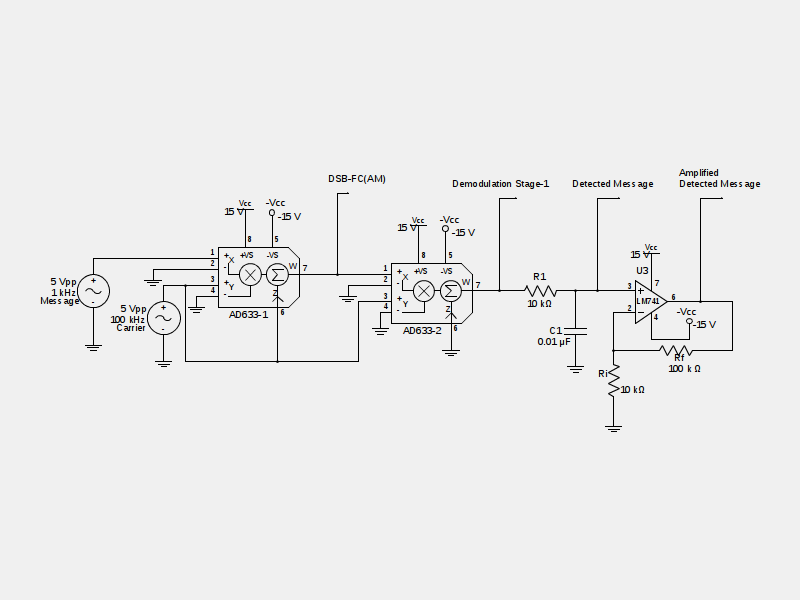 DSB-FC(AM)
Demodulation Stage-1
Detected Message
Amplified
Detected Message
Vcc
15 V
-Vcc
-15 V
8
5
+VS
-VS
1
2
3
4
+
-
+
-
X
Y
Z
W
7
6
AD633-1
5 Vpp
1 kHz
Message
+
-
5 Vpp
100 kHz
Carrier
+
-
Vcc
15 V
-Vcc
-15 V
8
5
+VS
-VS
1
2
3
4
+
-
+
-
X
Y
Z
W
7
6
AD633-2
R1
10 kΩ
C1
0.01 µF
Vcc
15 V
U3
LM741
3
2
7
6
4
+
−
-Vcc
-15 V
Rf
100 k Ω
Ri
10 kΩ